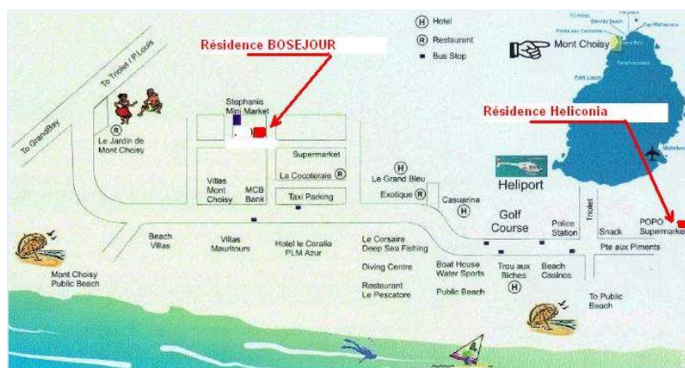 Hotel
H
Restaurant
R
Bus Stop
Mont Choisy
Port Louis
Résidence BOSEJOUR
Résidence Heliconia
To Triplet / P.Louis
To GrandBay
Stephanis
Mini Market
R
Le Jardin de
Mont Choisy
Supermarket
La Cocoteraie R
Taxi Parking
Villas
Mont
Choisy
MCB
Bank
H
Le Grand Bleu
Exotique R
Casuarina
H
Heliport
Golf
Course
Police
Station
Triplet
Snack
POPO
Supermarket
Pte aux Piments
Beach
Villas
Villas
Mauritours
Hotel le Coralia
PLM Azur
Le Corsaire
Deep Sea Fishing
Diving Centre
Restaurant
Le Pescatore
Boat House
Water Sports
Public Beach
Trou aux
Biches
H
Beach
Casinos
To Public
Beach
Mont Choisy
Public Beach